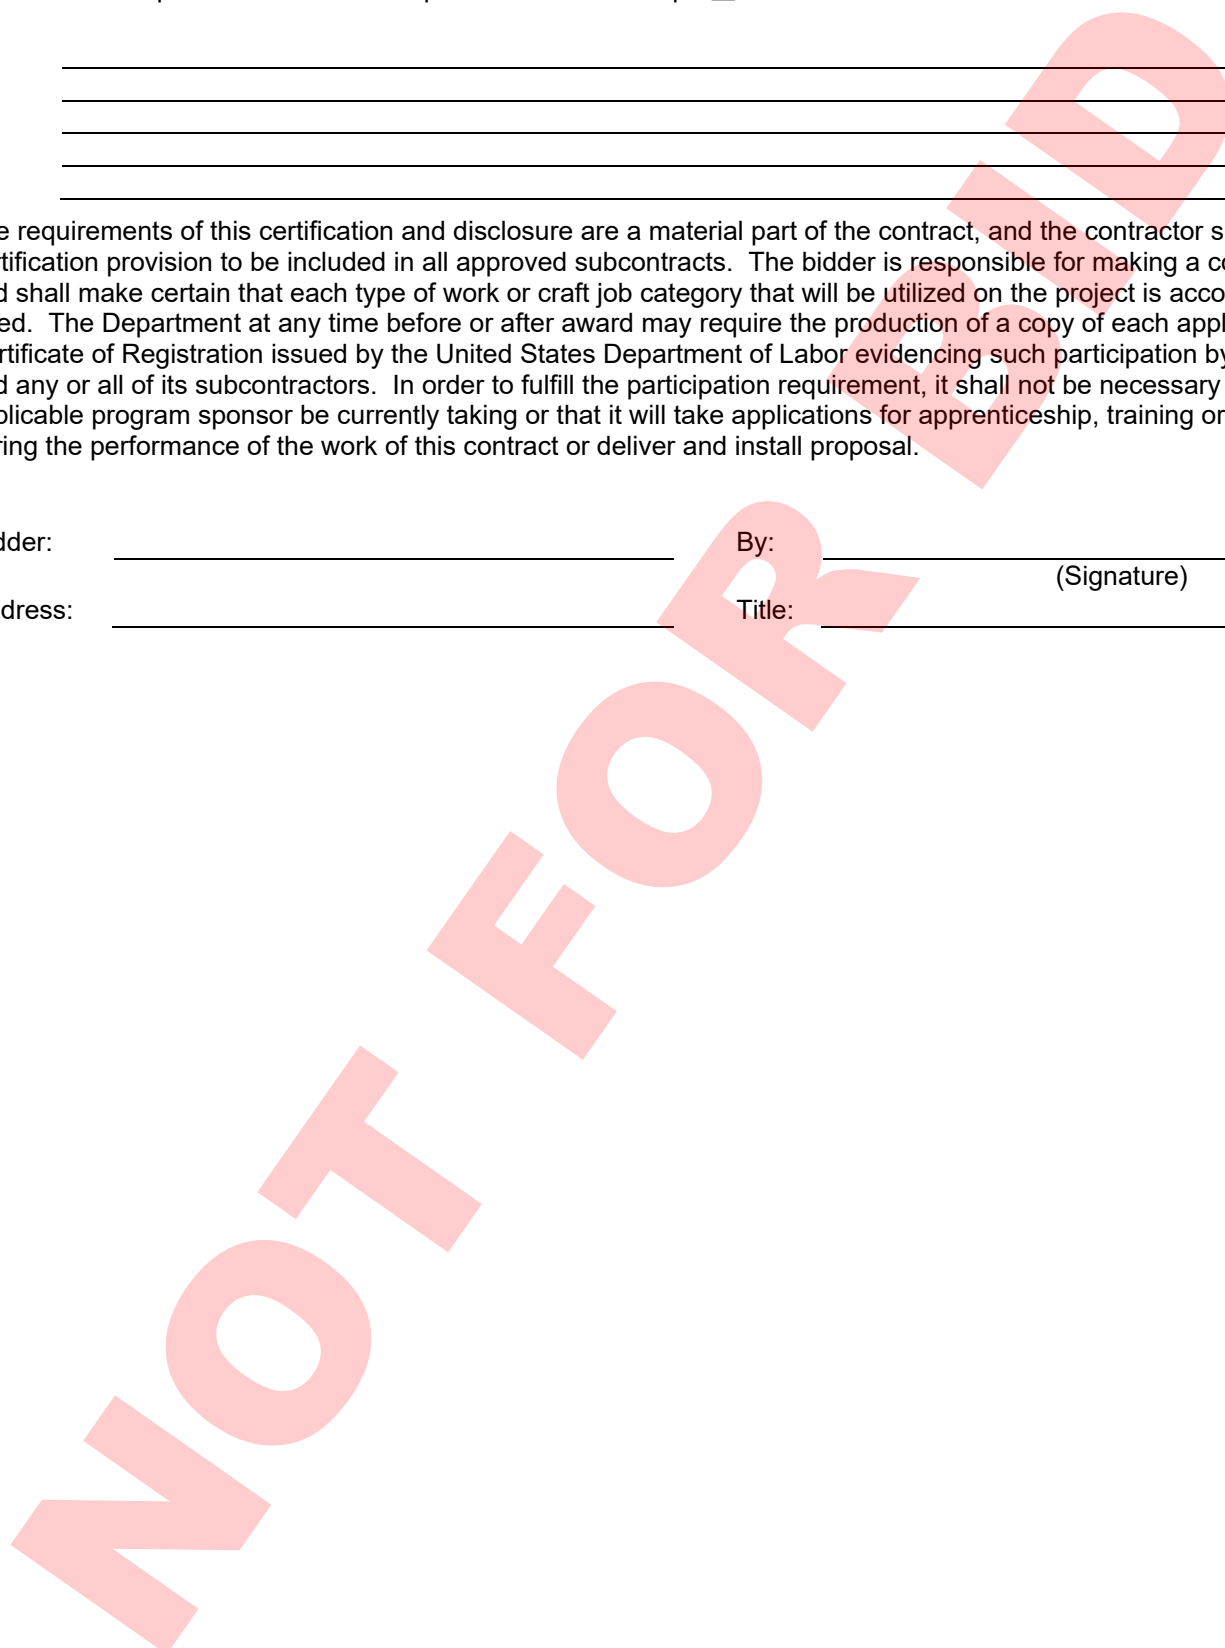 e requirements of this certification and disclosure are a material part of the contract, and the contractor s
rtification provision to be included in all approved subcontracts.  The bidder is responsible for making a co
d shall make certain that each type of work or craft job category that will be utilized on the project is acco
ed.  The Department at any time before or after award may require the production of a copy of each appl
rtificate of Registration issued by the United States Department of Labor evidencing such participation by
d any or all of its subcontractors.  In order to fulfill the participation requirement, it shall not be necessary
plicable program sponsor be currently taking or that it will take applications for apprenticeship, training or
ring the performance of the work of this contract or deliver and install proposal.
dder: By:
(Signature)
dress: Title:
NOT FOR BID